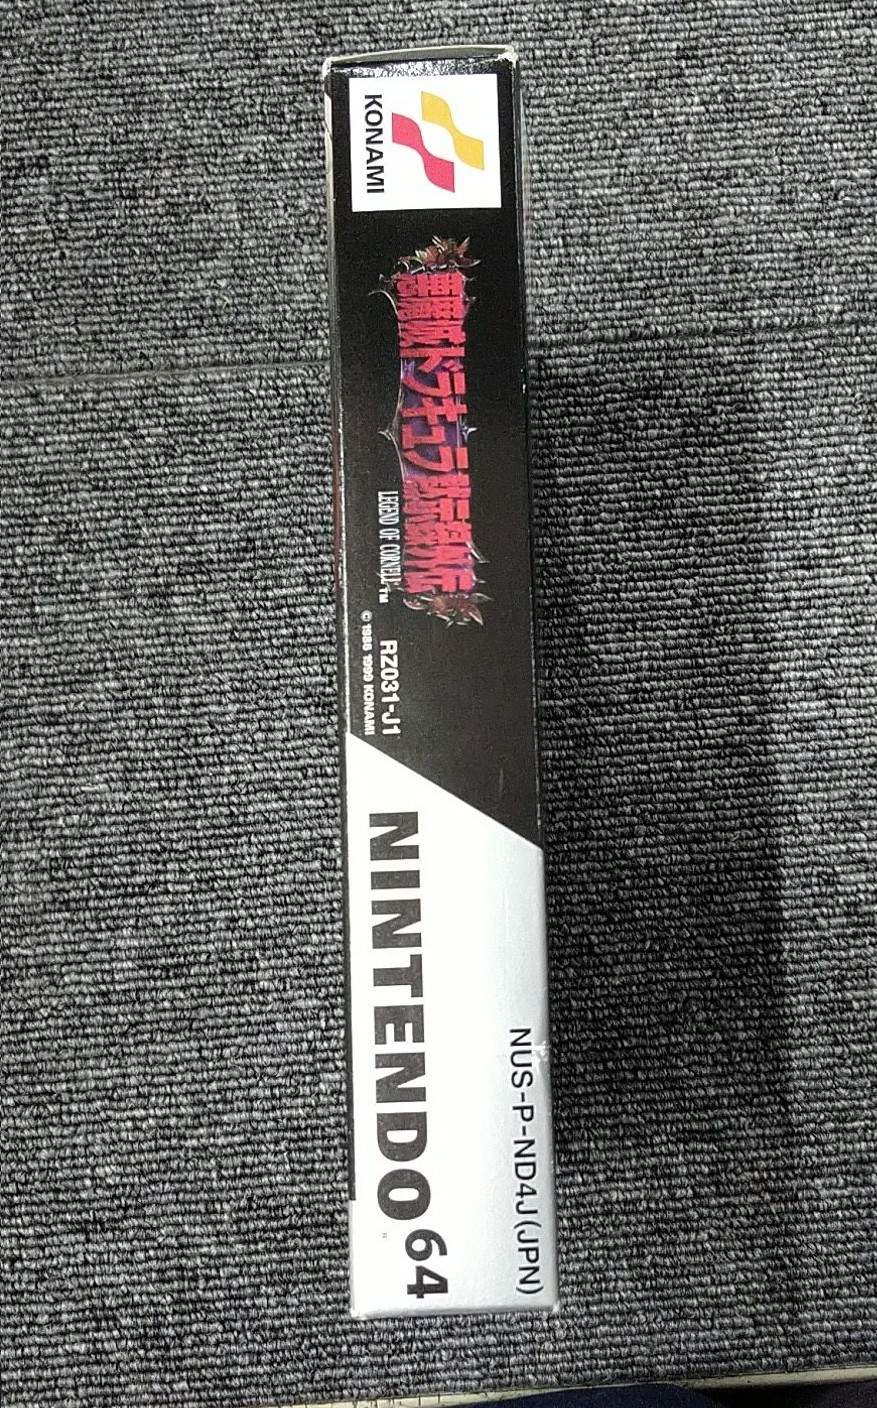 KONAMI
悪魔城ドラキュラ黙示録外伝
LEGEND OF CORNELL™
RZ031-J1
©1986 1999 KONAMI
NINTENDO64
NUS-P-ND4J(JPN)